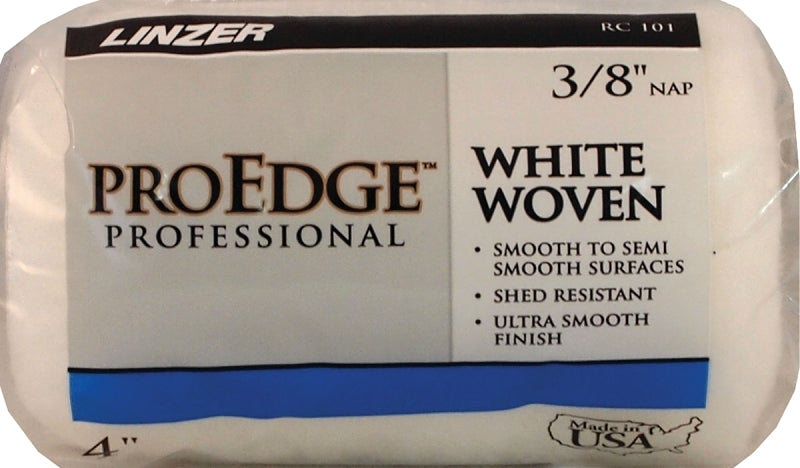 LINZER
RC 101
3/8" NAP
PROEDGE™
PROFESSIONAL
WHITE
WOVEN
• SMOOTH TO SEMI
SMOOTH SURFACES
• SHED RESISTANT
• ULTRA SMOOTH
FINISH
4"
Made in
USA